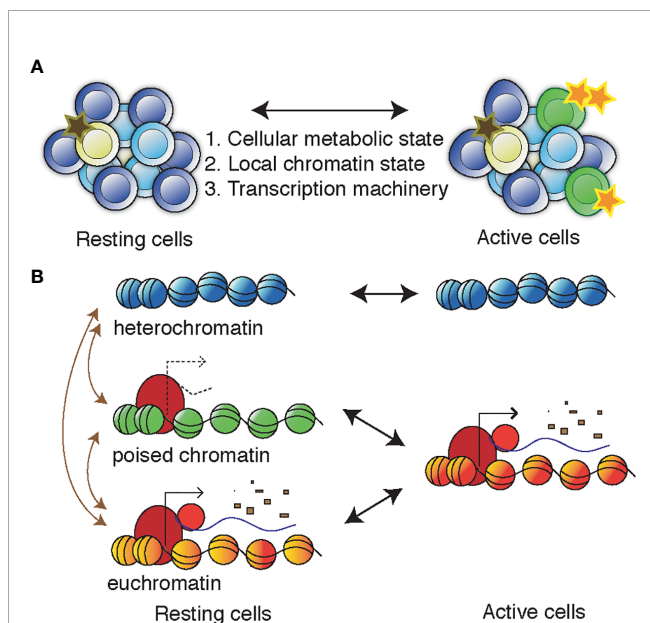 A
1. Cellular metabolic state
2. Local chromatin state
3. Transcription machinery
Resting cells
Active cells
B
heterochromatin
poised chromatin
euchromatin
Resting cells
Active cells